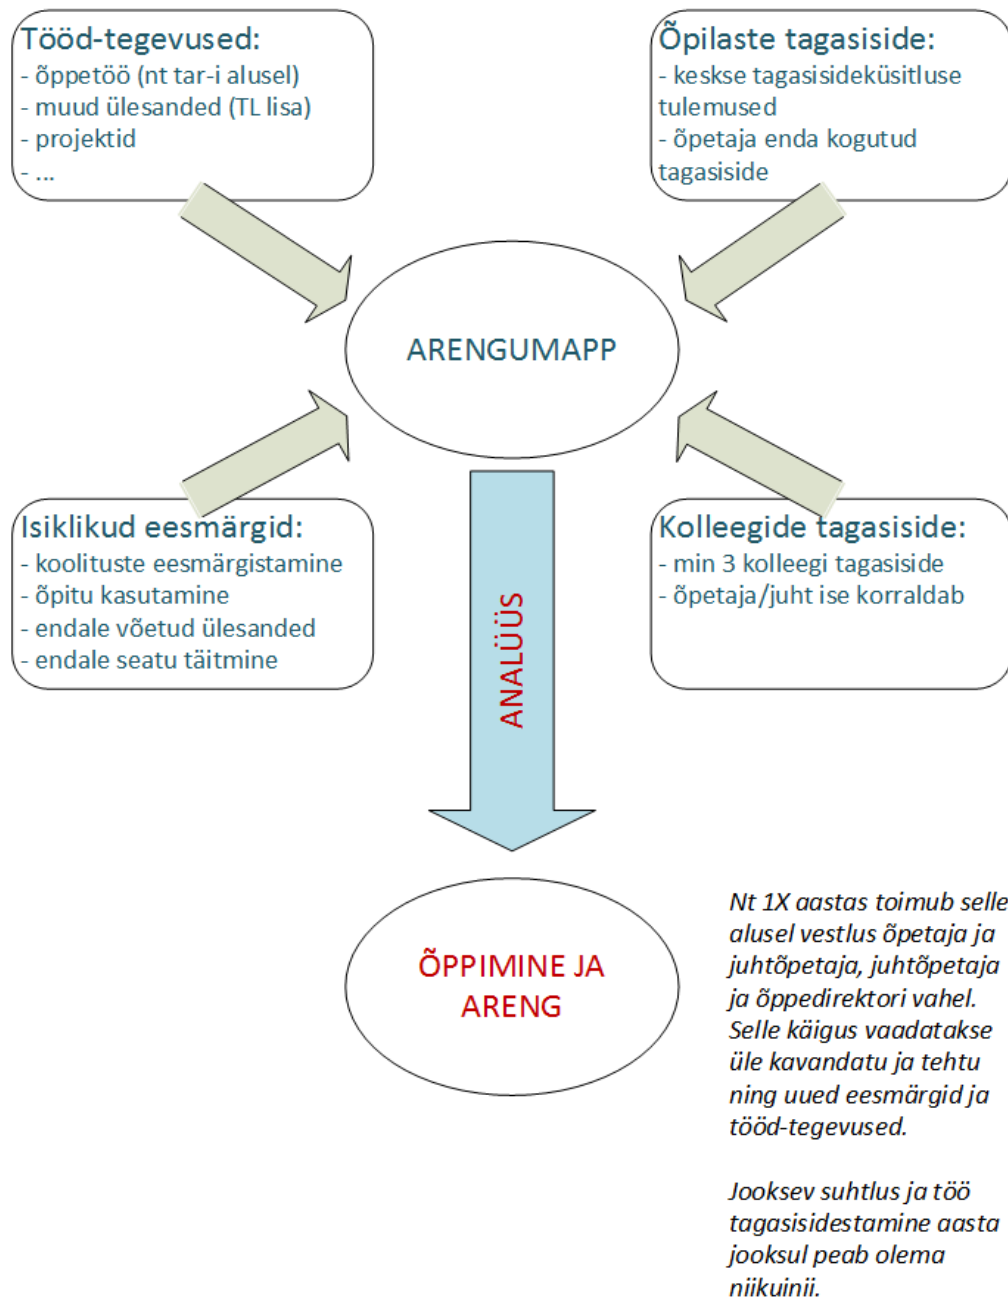 Tööd-tegevused:
- õppetöö (nt tar-i alusel)
- muud ülesanded (TL lisa)
- projektid
- ...
Õpilaste tagasiside:
- keskse tagasisideküsitluse
tulemused
- õpetaja enda kogutud
tagasiside
ARENGUMAPP
Isiklikud eesmärgid:
- koolituste eesmärgistamine
- õpitu kasutamine
- endale võetud ülesanded
- endale seatu täitmine
Kolleegide tagasiside:
- min 3 kolleegi tagasiside
- õpetaja/juht ise korraldab
ANALÜÜS
ÕPPIMINE JA
ARENG
Nt 1X aastas toimub selle
alusel vestlus õpetaja ja
juhtõpetaja, juhtõpetaja
ja õppedirektori vahel.
Selle käigus vaadatakse
üle kavandatu ja tehtu
ning uued eesmärgid ja
tööd-tegevused.
Jooksev suhtlus ja töö
tagasisidestamine aasta
jooksul peab olema
niikuinii.